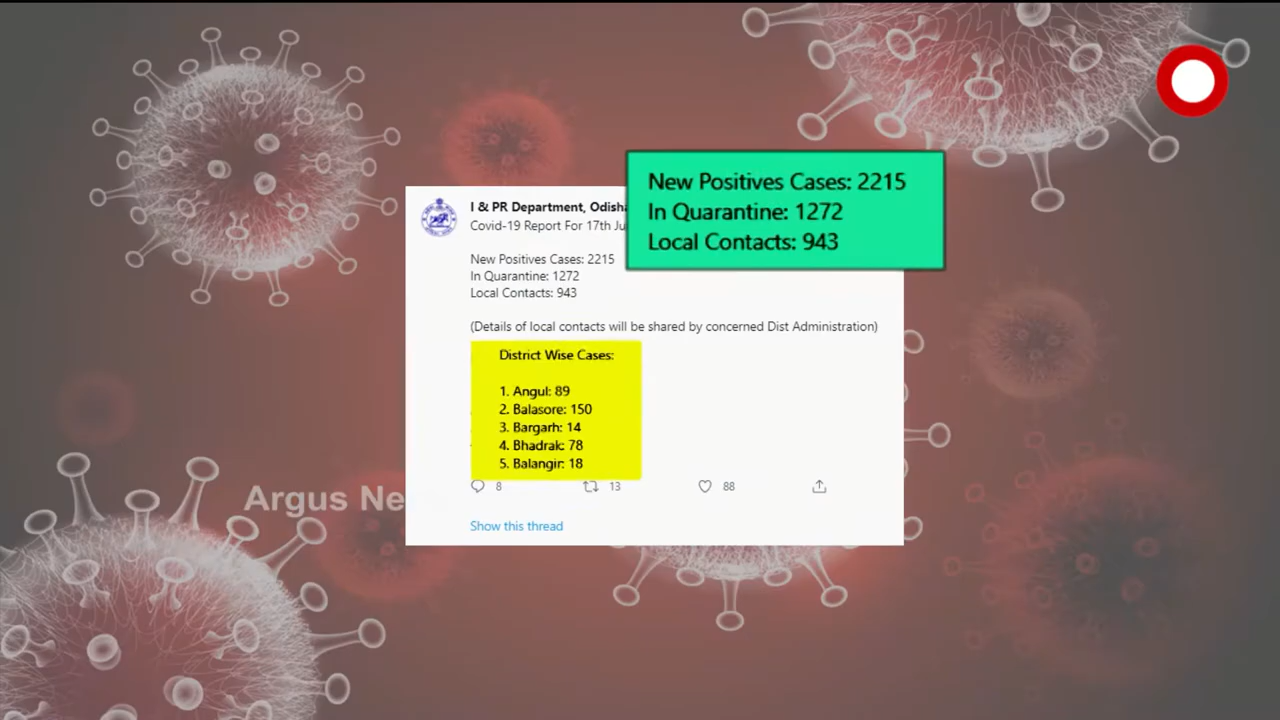 New Positives Cases: 2215
In Quarantine: 1272
Local Contacts: 943
I & PR Department, Odisha
Covid-19 Report For 17th
New Positives Cases: 2215
In Quarantine: 1272
Local Contacts: 943
(Details of local contacts will be shared by concerned Dist Administration)
District Wise Cases:
1. Angul: 89
2. Balasore: 150
3. Bargarh: 14
4. Bhadrak: 78
5. Balangir: 18
8 13 88
Show this thread
Argus